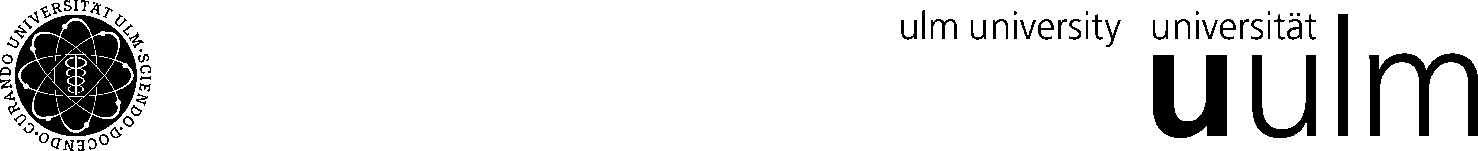 CURANDO UNIVERSITÄT ULM · SCIENDO · DOCENDO ·
ulm university universität
uulm